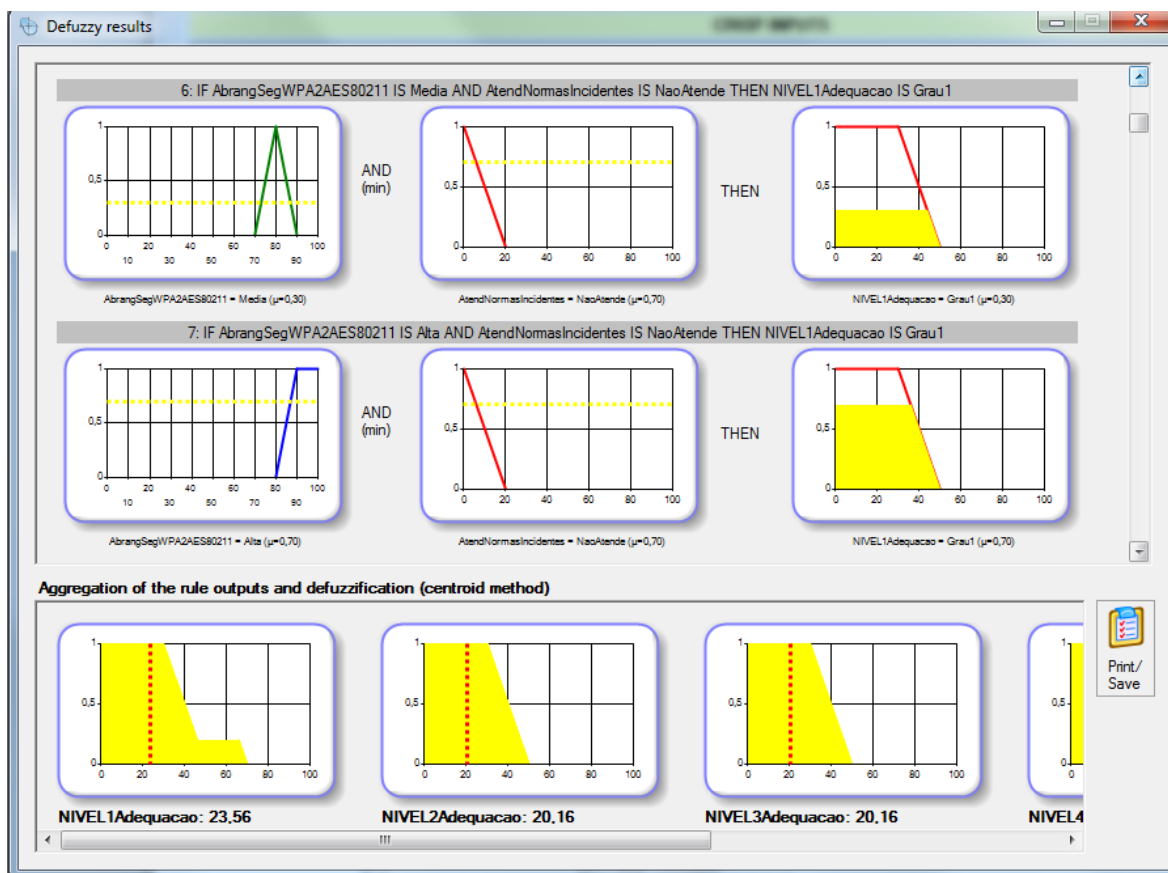 Defuzzy results
CRISP INPUTS
6: IF AbrangSegWPA2AES80211 IS Media AND AtendNormasIncidentes IS NaoAtende THEN NIVEL1Adequacao IS Grau1
1
0,5
0
0 20 40 60 80 100
10 30 50 70 90
AND
(min)
1
0,5
0
0 20 40 60 80 100
THEN
1
0,5
0
0 20 40 60 80 100
AbrangSegWPA2AES80211 = Media (µ=0,30)
AtendNormasIncidentes = NaoAtende (µ=0,70)
NIVEL1Adequacao = Grau1 (µ=0,30)
7: IF AbrangSegWPA2AES80211 IS Alta AND AtendNormasIncidentes IS NaoAtende THEN NIVEL1Adequacao IS Grau1
1
0,5
0
0 20 40 60 80 100
10 30 50 70 90
AND
(min)
1
0,5
0
0 20 40 60 80 100
THEN
1
0,5
0
0 20 40 60 80 100
AbrangSegWPA2AES80211 = Alta (µ=0,70)
AtendNormasIncidentes = NaoAtende (µ=0,70)
NIVEL1Adequacao = Grau1 (µ=0,70)
Aggregation of the rule outputs and defuzzification (centroid method)
1
0,5
0
0 20 40 60 80 100
1
0,5
0
0 20 40 60 80 100
1
0,5
0
0 20 40 60 80 100
1
0,5
0
0
NIVEL1Adequacao: 23,56
NIVEL2Adequacao: 20,16
NIVEL3Adequacao: 20,16
NIVEL4
Print/
Save